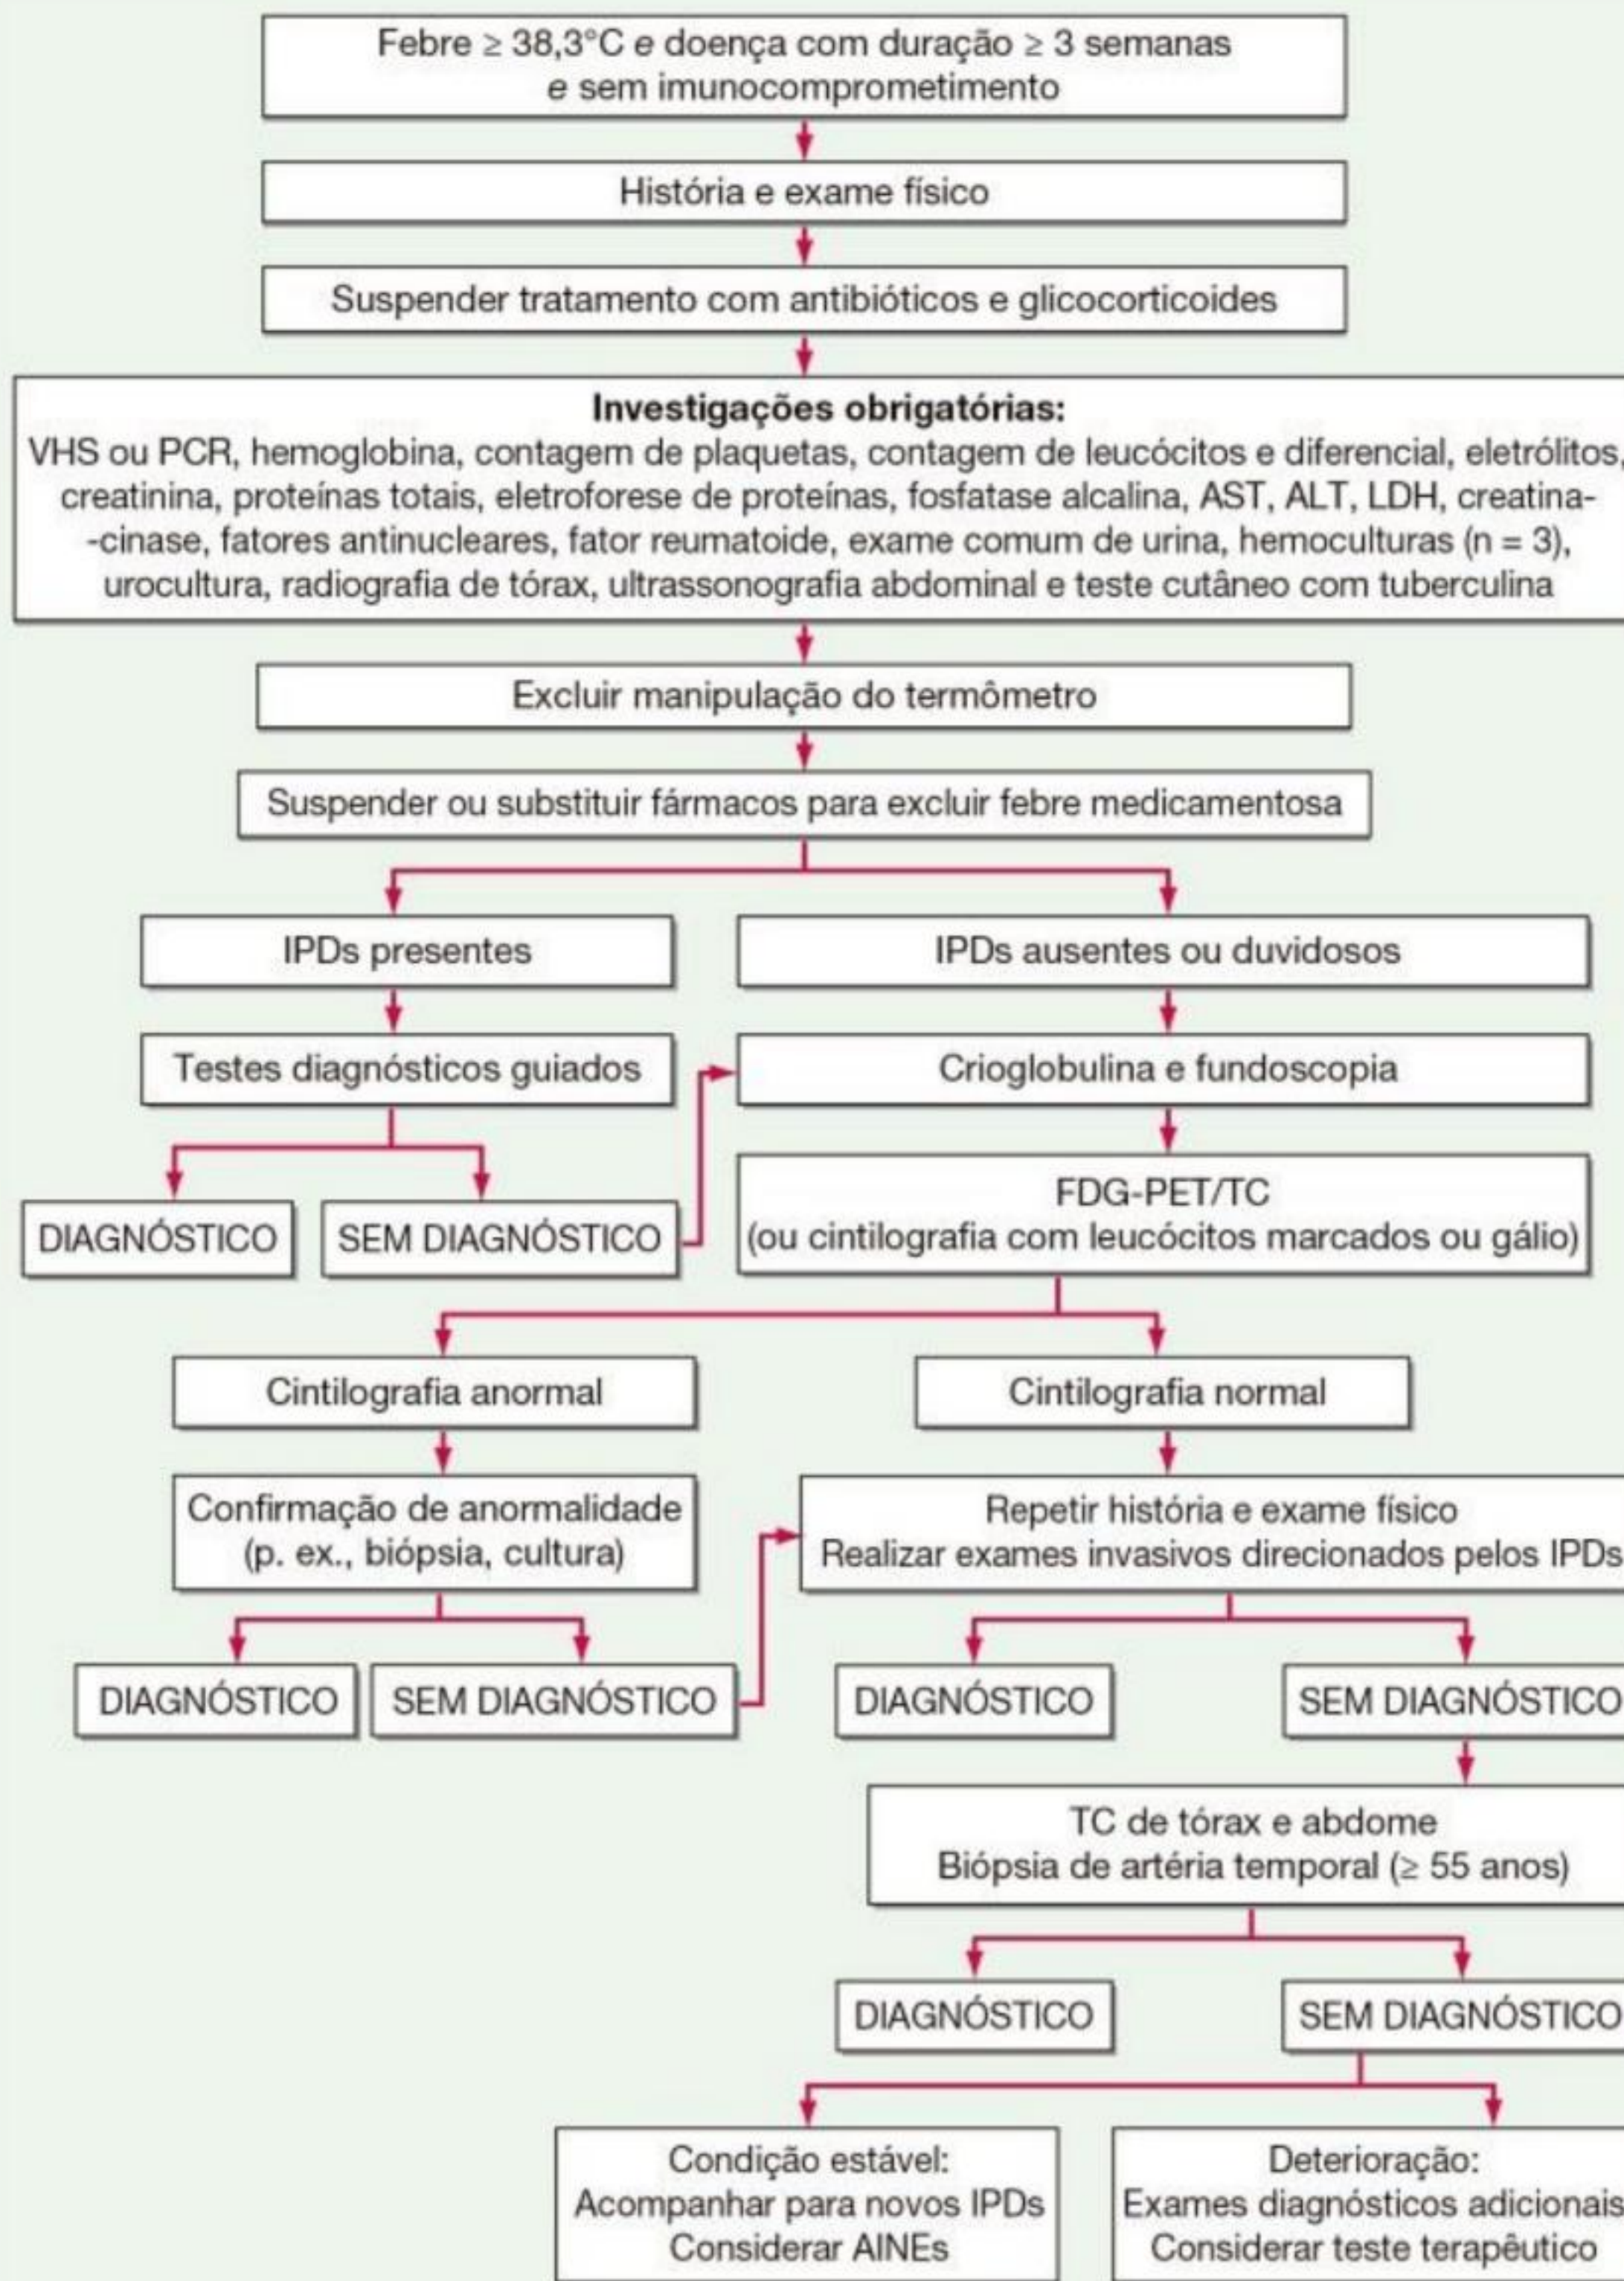 Febre ≥ 38,3°C e doença com duração ≥ 3 semanas
e sem imunocomprometimento
História e exame físico
Suspender tratamento com antibióticos e glicocorticoides
Investigações obrigatórias:
VHS ou PCR, hemoglobina, contagem de plaquetas, contagem de leucócitos e diferencial, eletrólitos,
creatinina, proteínas totais, eletroforese de proteínas, fosfatase alcalina, AST, ALT, LDH, creatina-
-cinase, fatores antinucleares, fator reumatoide, exame comum de urina, hemoculturas (n = 3),
urocultura, radiografia de tórax, ultrassonografia abdominal e teste cutâneo com tuberculina
Excluir manipulação do termômetro
Suspender ou substituir fármacos para excluir febre medicamentosa
IPDs presentes
IPDs ausentes ou duvidosos
Testes diagnósticos guiados
Crioglobulina e fundoscopia
DIAGNÓSTICO
SEM DIAGNÓSTICO
FDG-PET/TC
(ou cintilografia com leucócitos marcados ou gálio)
Cintilografia anormal
Cintilografia normal
Confirmação de anormalidade
(p. ex., biópsia, cultura)
Repetir história e exame físico
Realizar exames invasivos direcionados pelos IPDs
DIAGNÓSTICO
SEM DIAGNÓSTICO
DIAGNÓSTICO
SEM DIAGNÓSTICO
TC de tórax e abdome
Biópsia de artéria temporal (≥ 55 anos)
DIAGNÓSTICO
SEM DIAGNÓSTICO
Condição estável:
Acompanhar para novos IPDs
Considerar AINEs
Deterioração:
Exames diagnósticos adicionais
Considerar teste terapêutico